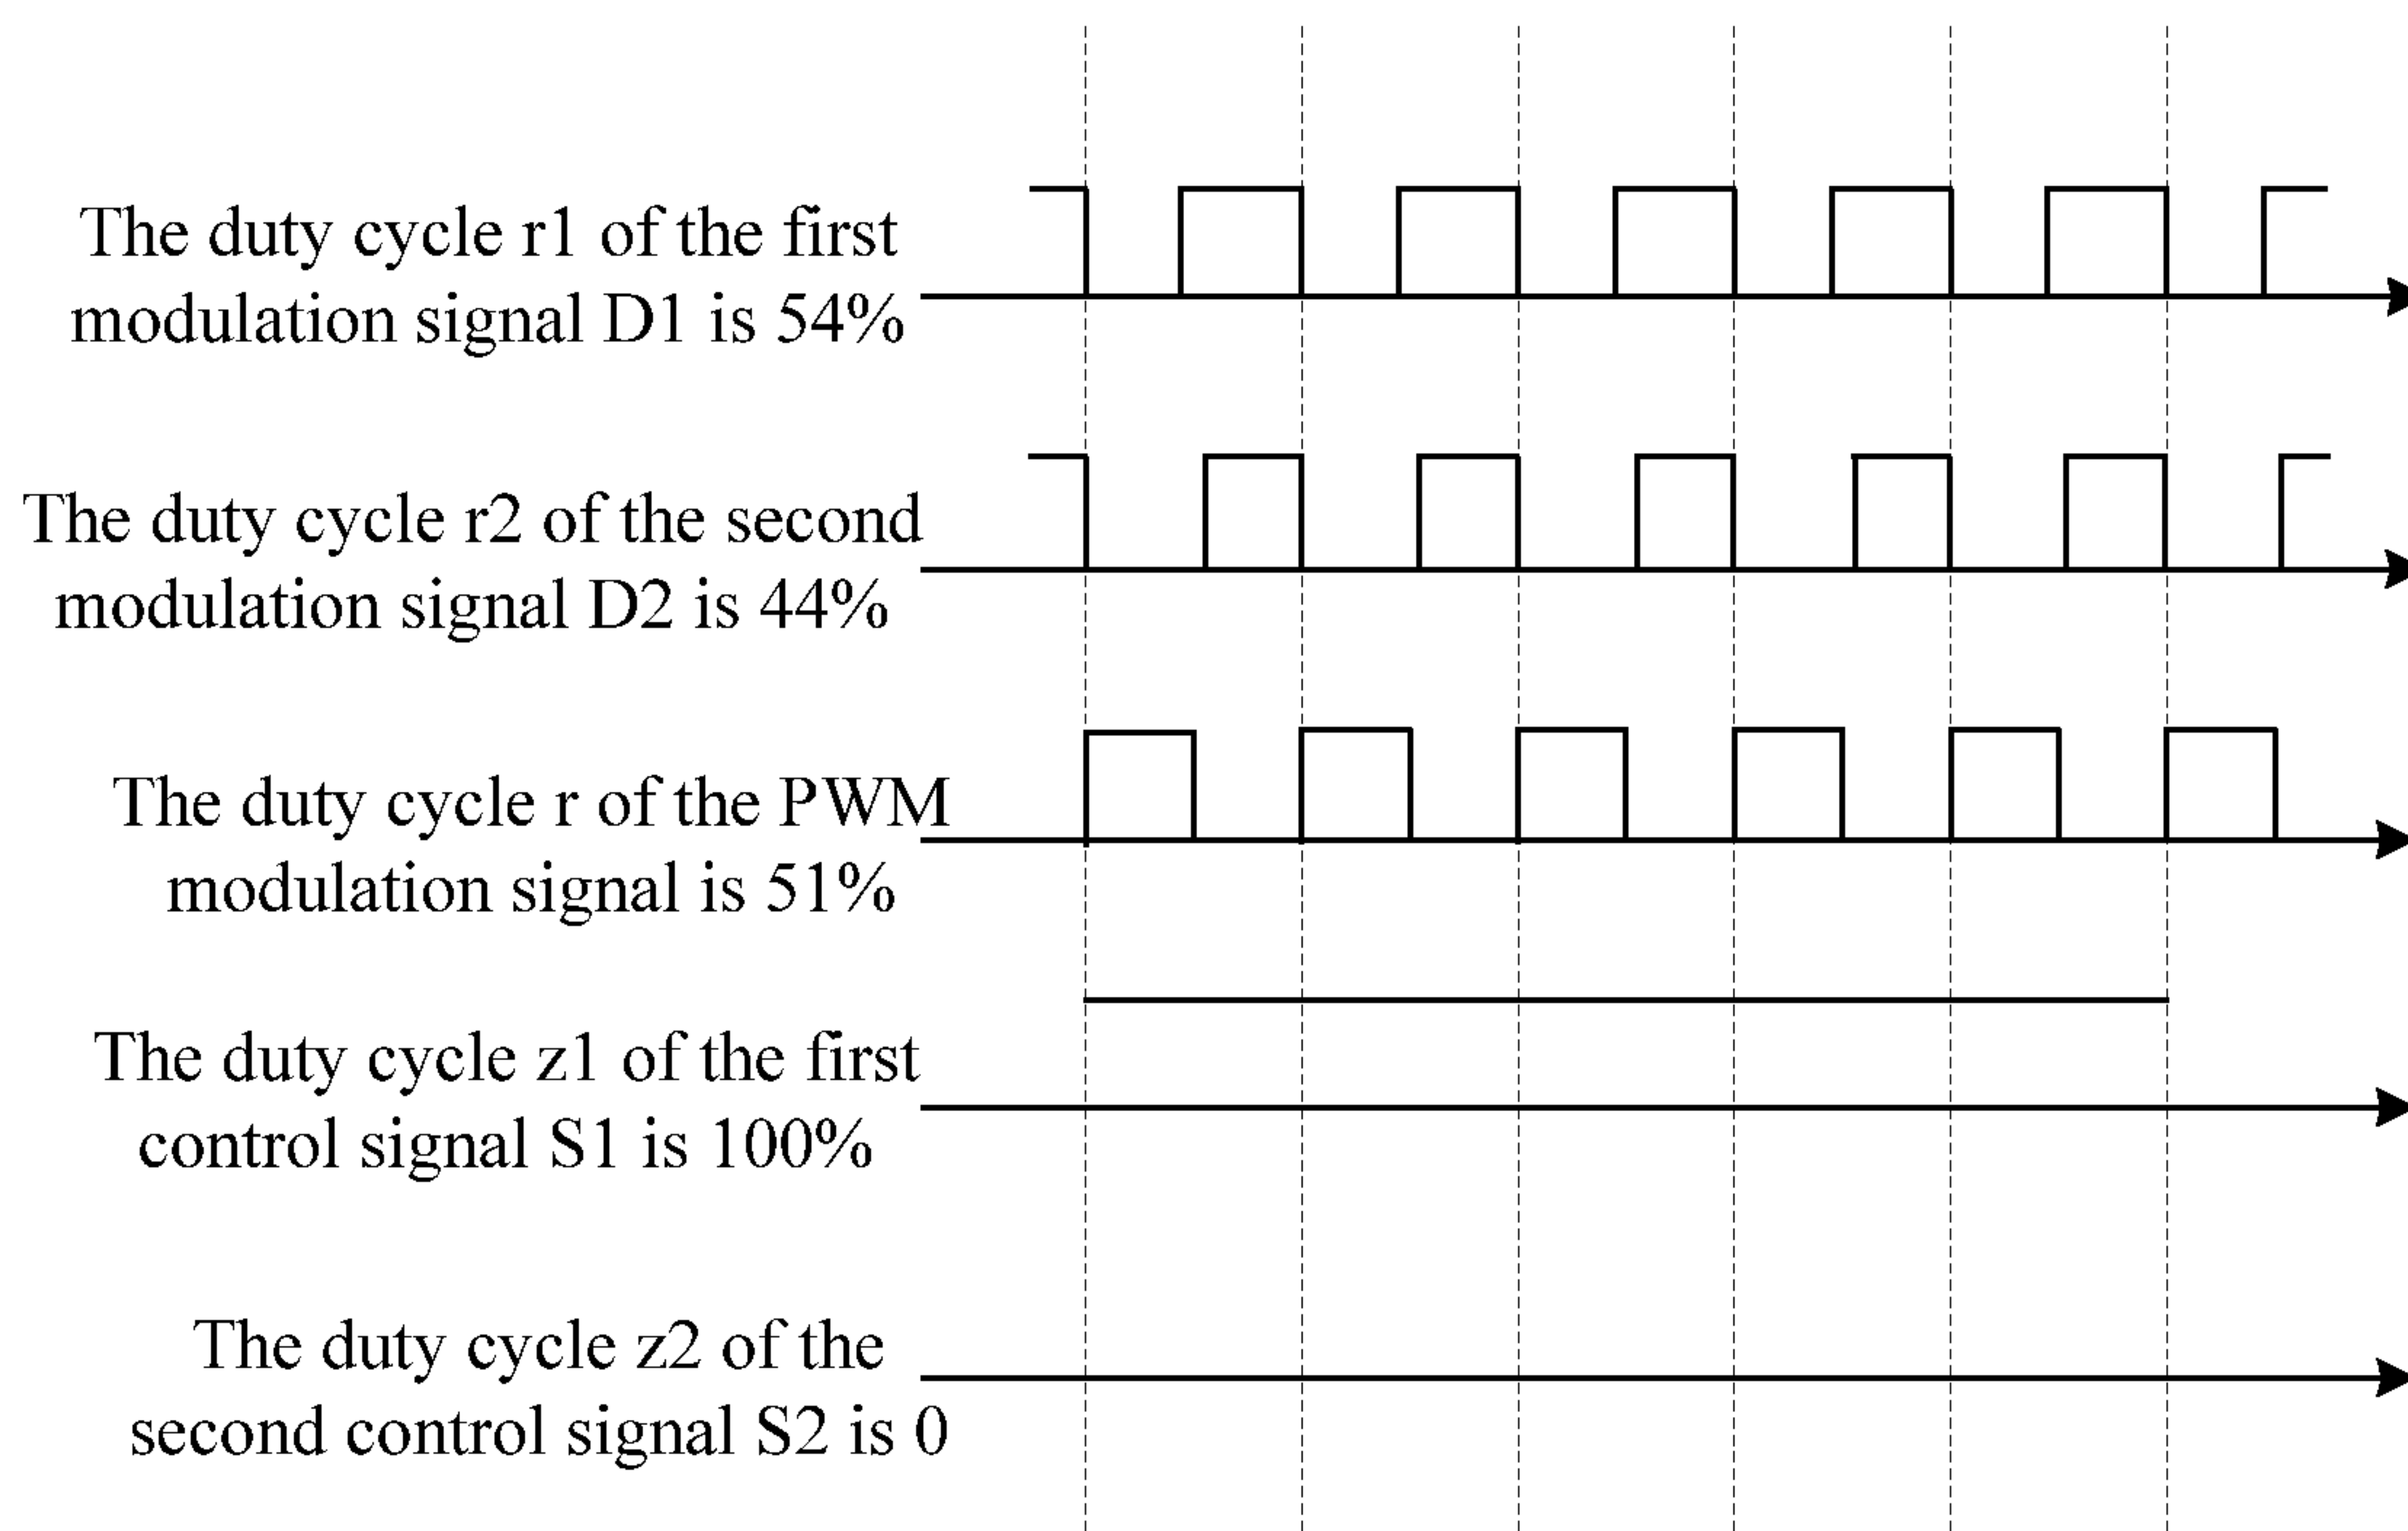 The duty cycle r1 of the first
modulation signal D1 is 54%
The duty cycle r2 of the second
modulation signal D2 is 44%
The duty cycle r of the PWM
modulation signal is 51%
The duty cycle z1 of the first
control signal S1 is 100%
The duty cycle z2 of the
second control signal S2 is 0